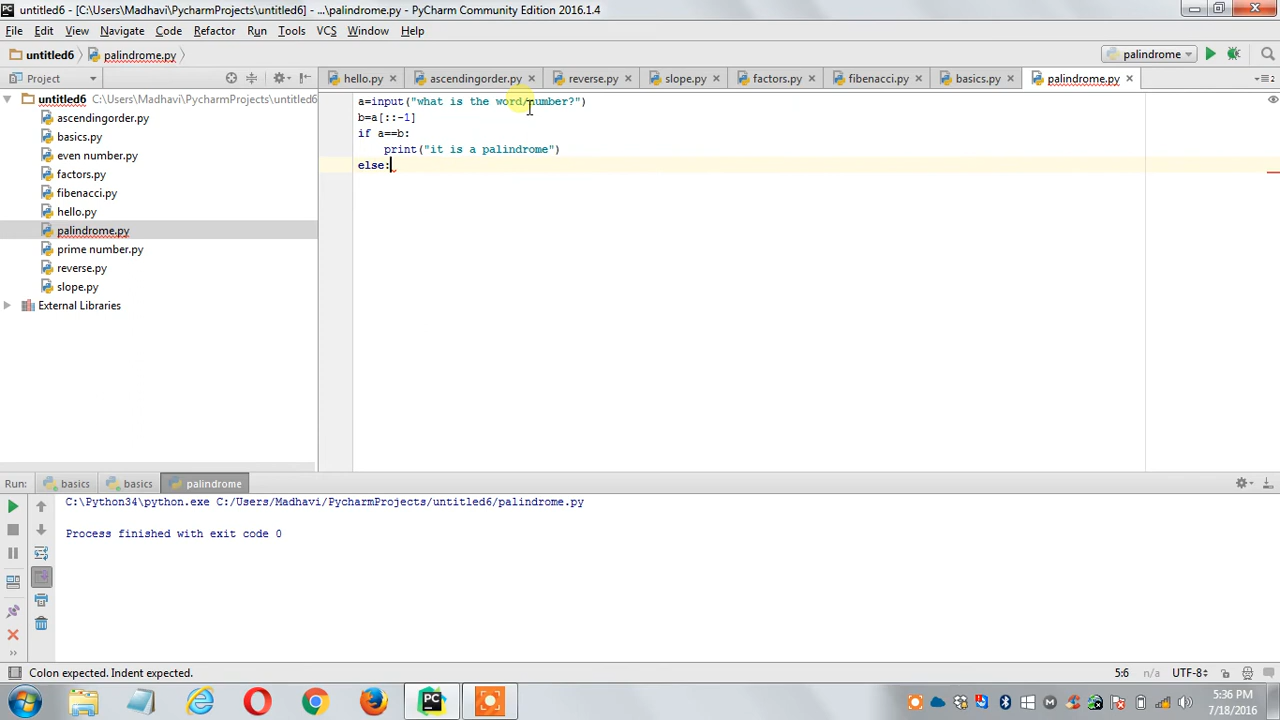 untitled6 - [C:\Users\Madhavi\PycharmProjects\untitled6] - ...\palindrome.py - PyCharm Community Edition 2016.1.4
File Edit View Navigate Code Refactor Run Tools VCS Window Help
untitled6 palindrome.py palindrome
Project hello.py ascendingorder.py reverse.py slope.py factors.py fibenacci.py basics.py palindrome.py
untitled6 C:\Users\Madhavi\PycharmProjects\untitled6
ascendingorder.py
basics.py
even number.py
factors.py
fibenacci.py
hello.py
palindrome.py
prime number.py
reverse.py
slope.py
External Libraries
a=input("what is the word/number?")
b=a[::-1]
if a==b:
    print("it is a palindrome")
else:
Run: basics basics palindrome
C:\Python34\python.exe C:/Users/Madhavi/PycharmProjects/untitled6/palindrome.py
Process finished with exit code 0
Colon expected. Indent expected. 5:6 n/a UTF-8
5:36 PM
7/18/2016